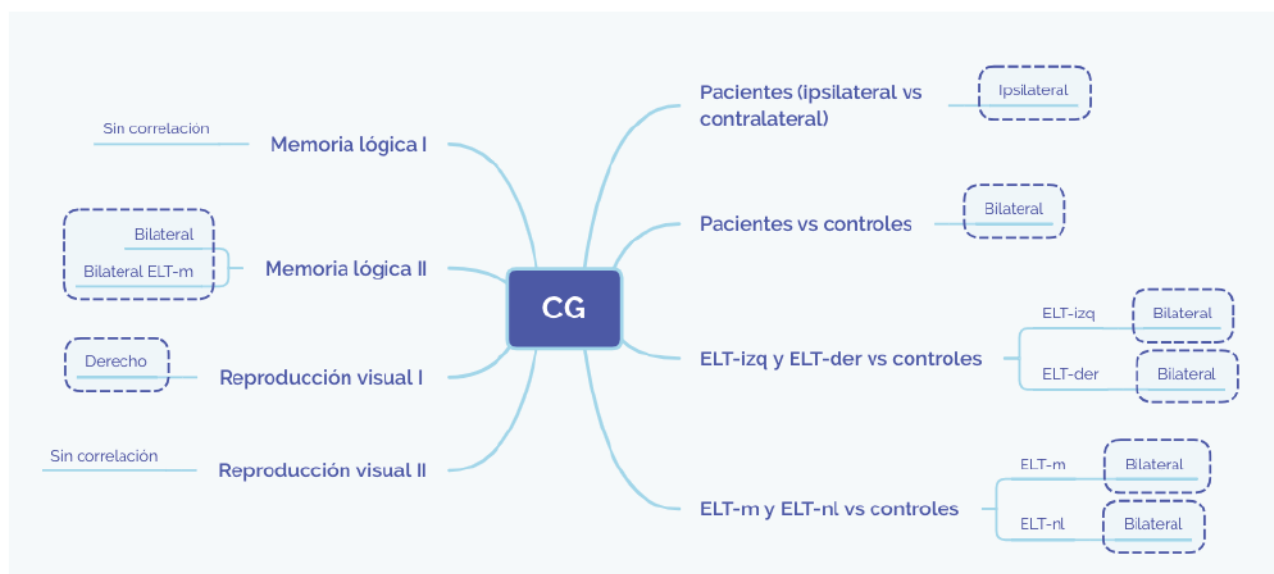 Sin correlación
Memoria lógica I
Bilateral
Bilateral ELT-m
Memoria lógica II
Derecho
Reproducción visual I
Sin correlación
Reproducción visual II
CG
Pacientes (ipsilateral vs
contralateral)
Ipsilateral
Pacientes vs controles
Bilateral
ELT-izq y ELT-der vs controles
ELT-izq
Bilateral
ELT-der
Bilateral
ELT-m y ELT-nl vs controles
ELT-m
Bilateral
ELT-nl
Bilateral